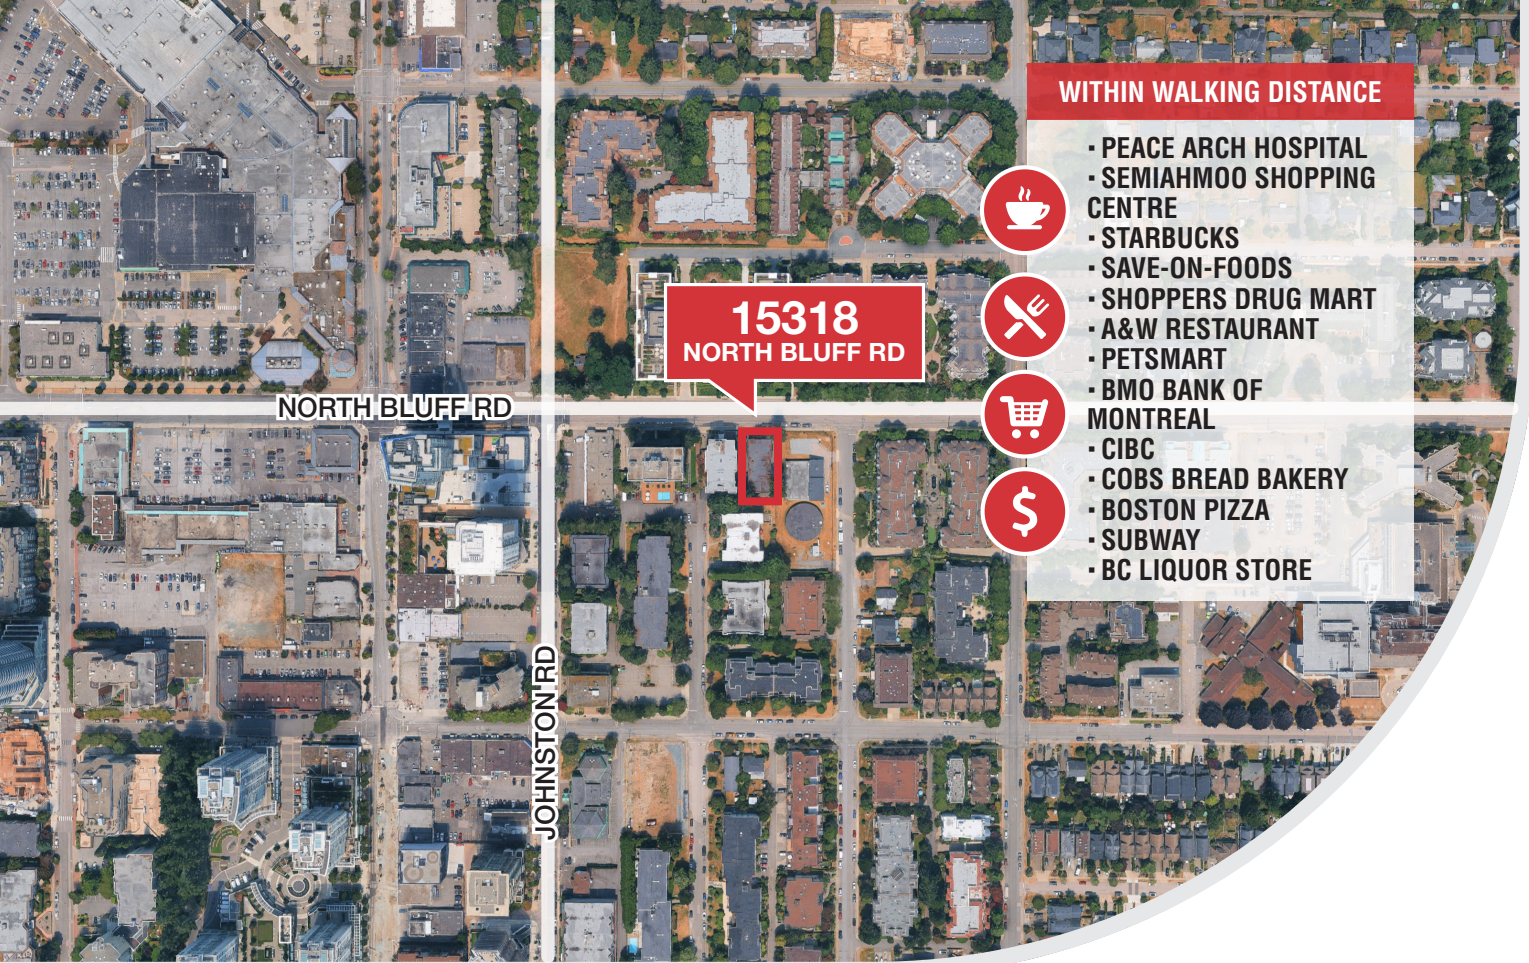 WITHIN WALKING DISTANCE
· PEACE ARCH HOSPITAL
· SEMIAHMOO SHOPPING
CENTRE
· STARBUCKS
· SAVE-ON-FOODS
· SHOPPERS DRUG MART
· A&W RESTAURANT
· PETSMART
· BMO BANK OF
MONTREAL
· CIBC
· COBS BREAD BAKERY
· BOSTON PIZZA
· SUBWAY
· BC LIQUOR STORE
15318
NORTH BLUFF RD
NORTH BLUFF RD
JOHNSTON RD
$